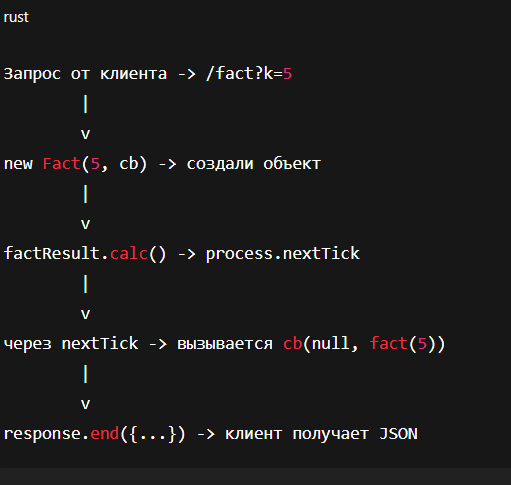 rust
Запрос от клиента -> /fact?k=5
|
v
new Fact(5, cb) -> создали объект
|
v
factResult.calc() -> process.nextTick
|
v
через nextTick -> вызывается cb(null, fact(5))
|
v
response.end({...}) -> клиент получает JSON